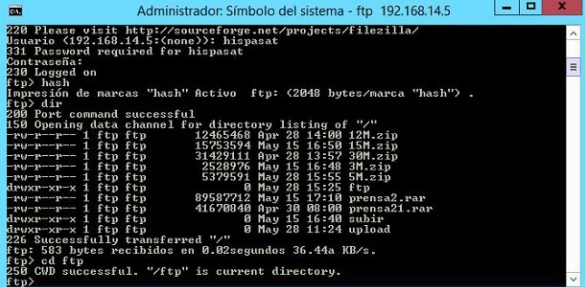 Administrador: Símbolo del sistema - ftp 192.168.14.5
220 Please visit http://sourceforge.net/projects/filezilla/
Usuario (192.168.14.5:(none)): hispasat
331 Password required for hispasat
Contraseña:
230 Logged on
ftp> hash
Impresión de marcas "hash" Activo  ftp: (2048 bytes/marca "hash") .
ftp> dir
200 Port command successful
150 Opening data channel for directory listing of "/"
-rw-r--r-- 1 ftp ftp       12465468 Apr 28 14:00 12M.zip
-rw-r--r-- 1 ftp ftp       15753594 May 15 16:50 15M.zip
-rw-r--r-- 1 ftp ftp       31429111 Apr 28 13:57 30M.zip
-rw-r--r-- 1 ftp ftp        2528976 May 15 16:48 3M.zip
-rw-r--r-- 1 ftp ftp        5379591 May 28 15:55 5M.zip
drwxr-xr-x 1 ftp ftp              0 May 28 15:25 ftp
-rw-r--r-- 1 ftp ftp       89587712 May 15 17:10 prensa2.rar
-rw-r--r-- 1 ftp ftp       41670840 Apr 30 08:00 prensa21.rar
drwxr-xr-x 1 ftp ftp              0 May 15 16:40 subir
drwxr-xr-x 1 ftp ftp              0 May 28 11:24 upload
226 Successfully transferred "/"
ftp: 583 bytes recibidos en 0.02segundos 36.44a KB/s.
ftp> cd ftp
250 CWD successful. "/ftp" is current directory.
ftp>